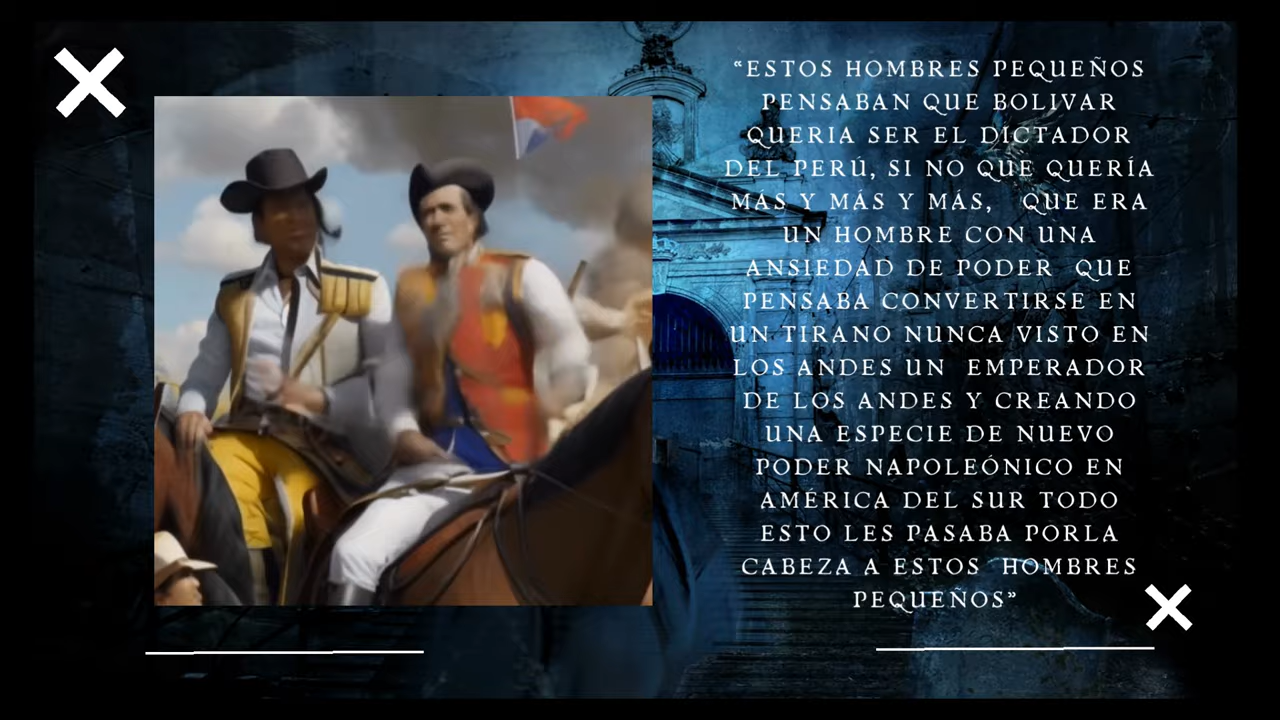 “ESTOS HOMBRES PEQUEÑOS
PENSABAN QUE BOLIVAR
QUERIA SER EL DICTADOR
DEL PERÚ, SI NO QUE QUERÍA
MÁS Y MÁS Y MÁS, QUE ERA
UN HOMBRE CON UNA
ANSIEDAD DE PODER QUE
PENSABA CONVERTIRSE EN
UN TIRANO NUNCA VISTO EN
LOS ANDES UN EMPERADOR
DE LOS ANDES Y CREANDO
UNA ESPECIE DE NUEVO
PODER NAPOLEÓNICO EN
AMÉRICA DEL SUR TODO
ESTO LES PASABA PORLA
CABEZA A ESTOS HOMBRES
PEQUEÑOS”